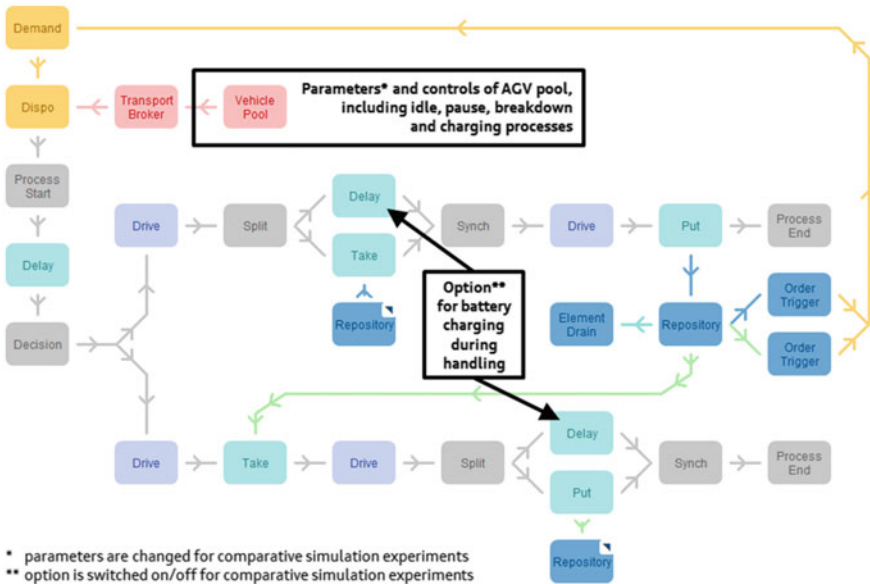 Demand
Dispo
Transport
Broker
Vehicle
Pool
Parameters* and controls of AGV pool,
including idle, pause, breakdown
and charging processes
Process
Start
Delay
Decision
Drive
Split
Delay
Take
Repository
Synch
Drive
Put
Process
End
Option**
for battery
charging
during
handling
Element
Drain
Repository
Order
Trigger
Order
Trigger
Drive
Take
Drive
Split
Delay
Put
Synch
Process
End
Repository
* parameters are changed for comparative simulation experiments
** option is switched on/off for comparative simulation experiments